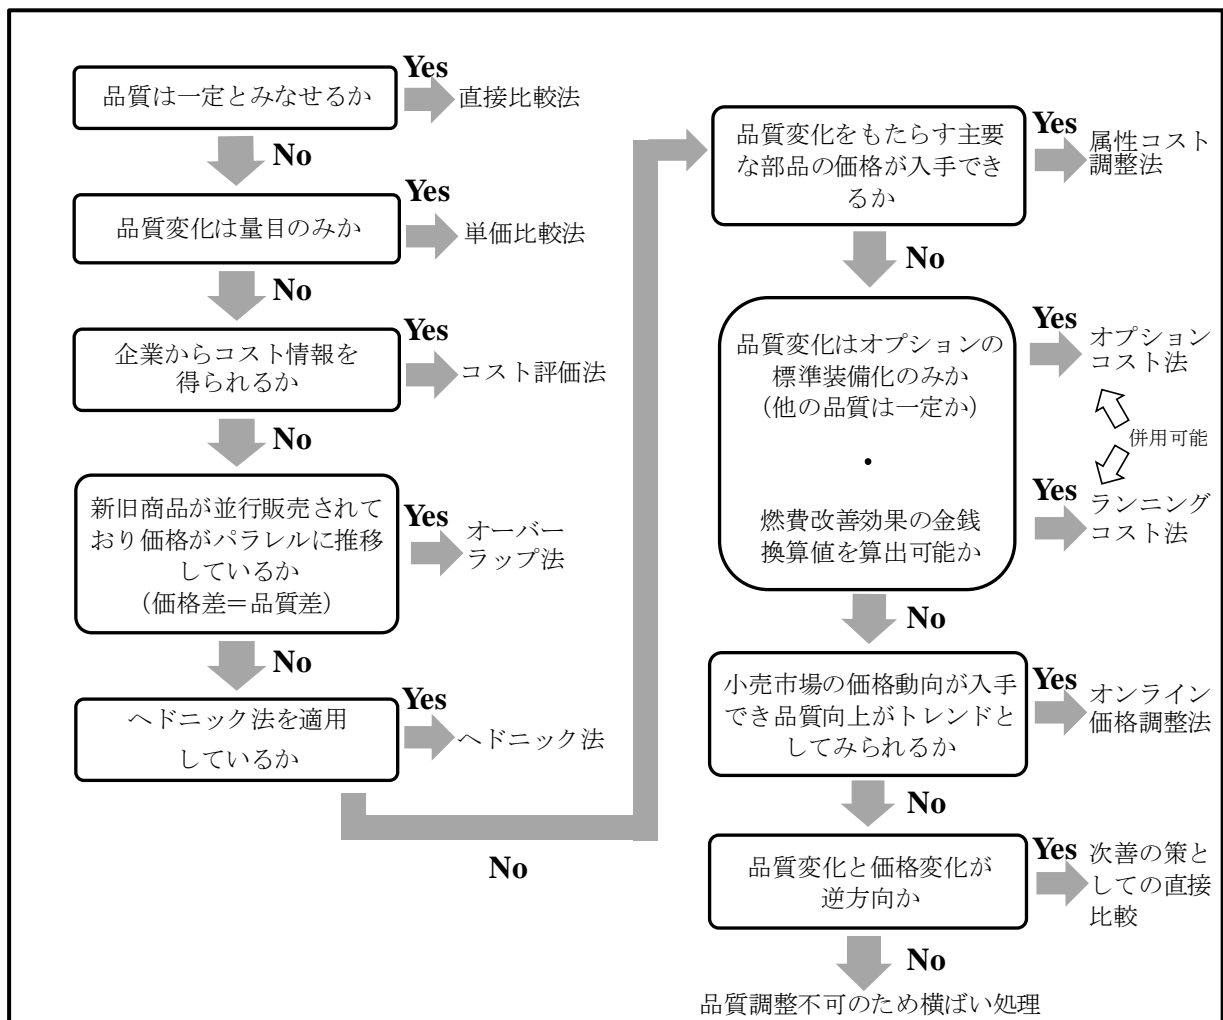 品質は一定とみなせるか
Yes
直接比較法
No
品質変化は量目のみか
Yes
単価比較法
No
企業からコスト情報を
得られるか
Yes
コスト評価法
No
新旧商品が並行販売されて
おり価格がパラレルに推移
しているか
（価格差＝品質差）
Yes
オーバー
ラップ法
No
ヘドニック法を適用
しているか
Yes
ヘドニック法
No
品質変化をもたらす主要
な部品の価格が入手でき
るか
Yes
属性コスト
調整法
No
品質変化はオプションの
標準装備化のみか
（他の品質は一定か）
・
燃費改善効果の金銭
換算値を算出可能か
Yes
オプション
コスト法
併用可能
Yes
ランニング
コスト法
No
小売市場の価格動向が入手
でき品質向上がトレンドと
してみられるか
Yes
オンライン
価格調整法
No
品質変化と価格変化が
逆方向か
Yes
次善の策と
しての直接
比較
No
品質調整不可のため横ばい処理